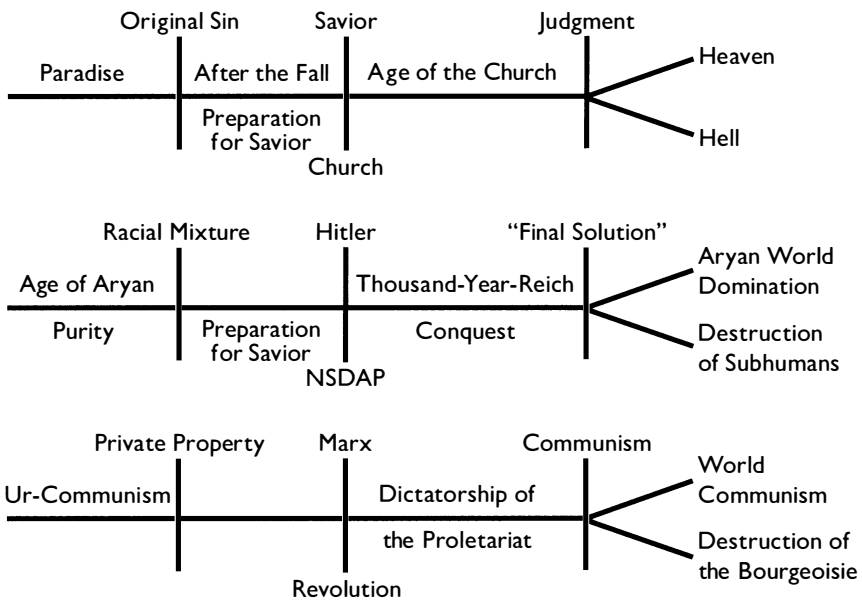 Original Sin
Savior
Judgment
Paradise
After the Fall
Age of the Church
Heaven
Preparation
for Savior
Church
Hell
Racial Mixture
Hitler
“Final Solution”
Age of Aryan
Thousand-Year-Reich
Aryan World
Domination
Purity
Preparation
for Savior
Conquest
Destruction
of Subhumans
NSDAP
Private Property
Marx
Communism
Ur-Communism
Dictatorship of
World
Communism
the Proletariat
Destruction of
the Bourgeoisie
Revolution